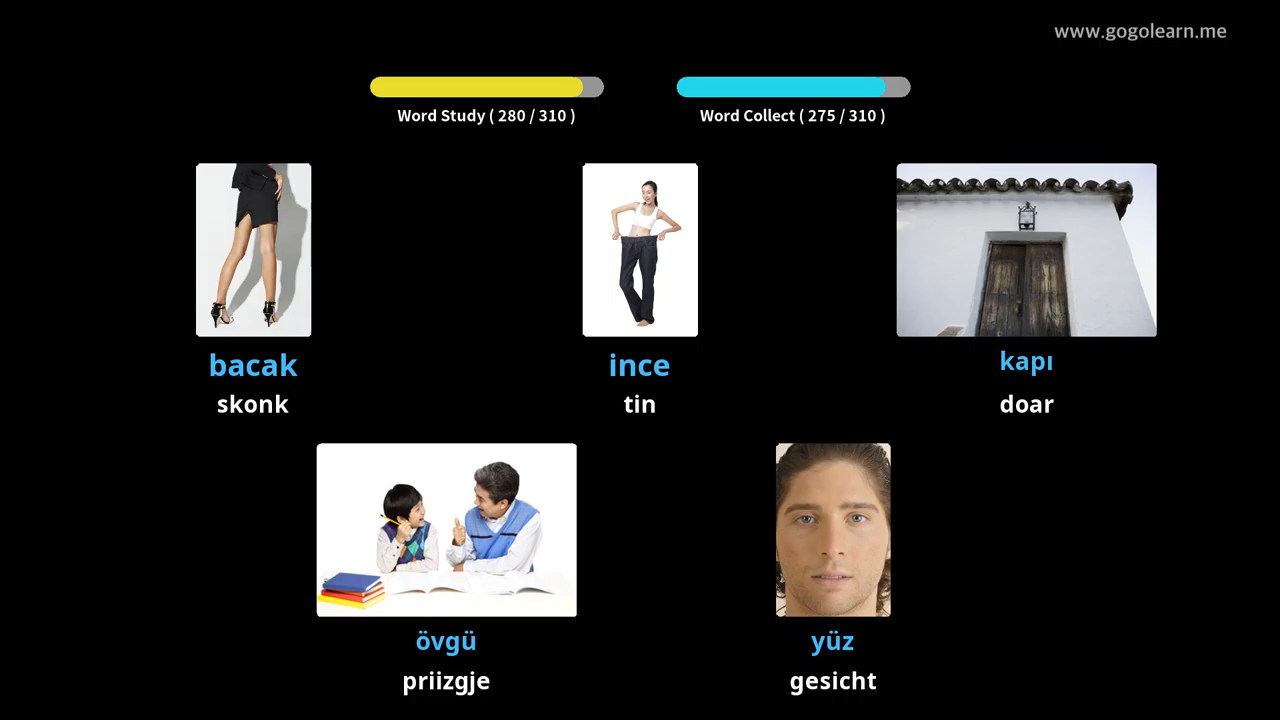 www.gogolearn.me
Word Study ( 280 / 310 )
Word Collect ( 275 / 310 )
bacak
skonk
ince
tin
kapı
doar
övgü
priizgje
yüz
gesicht